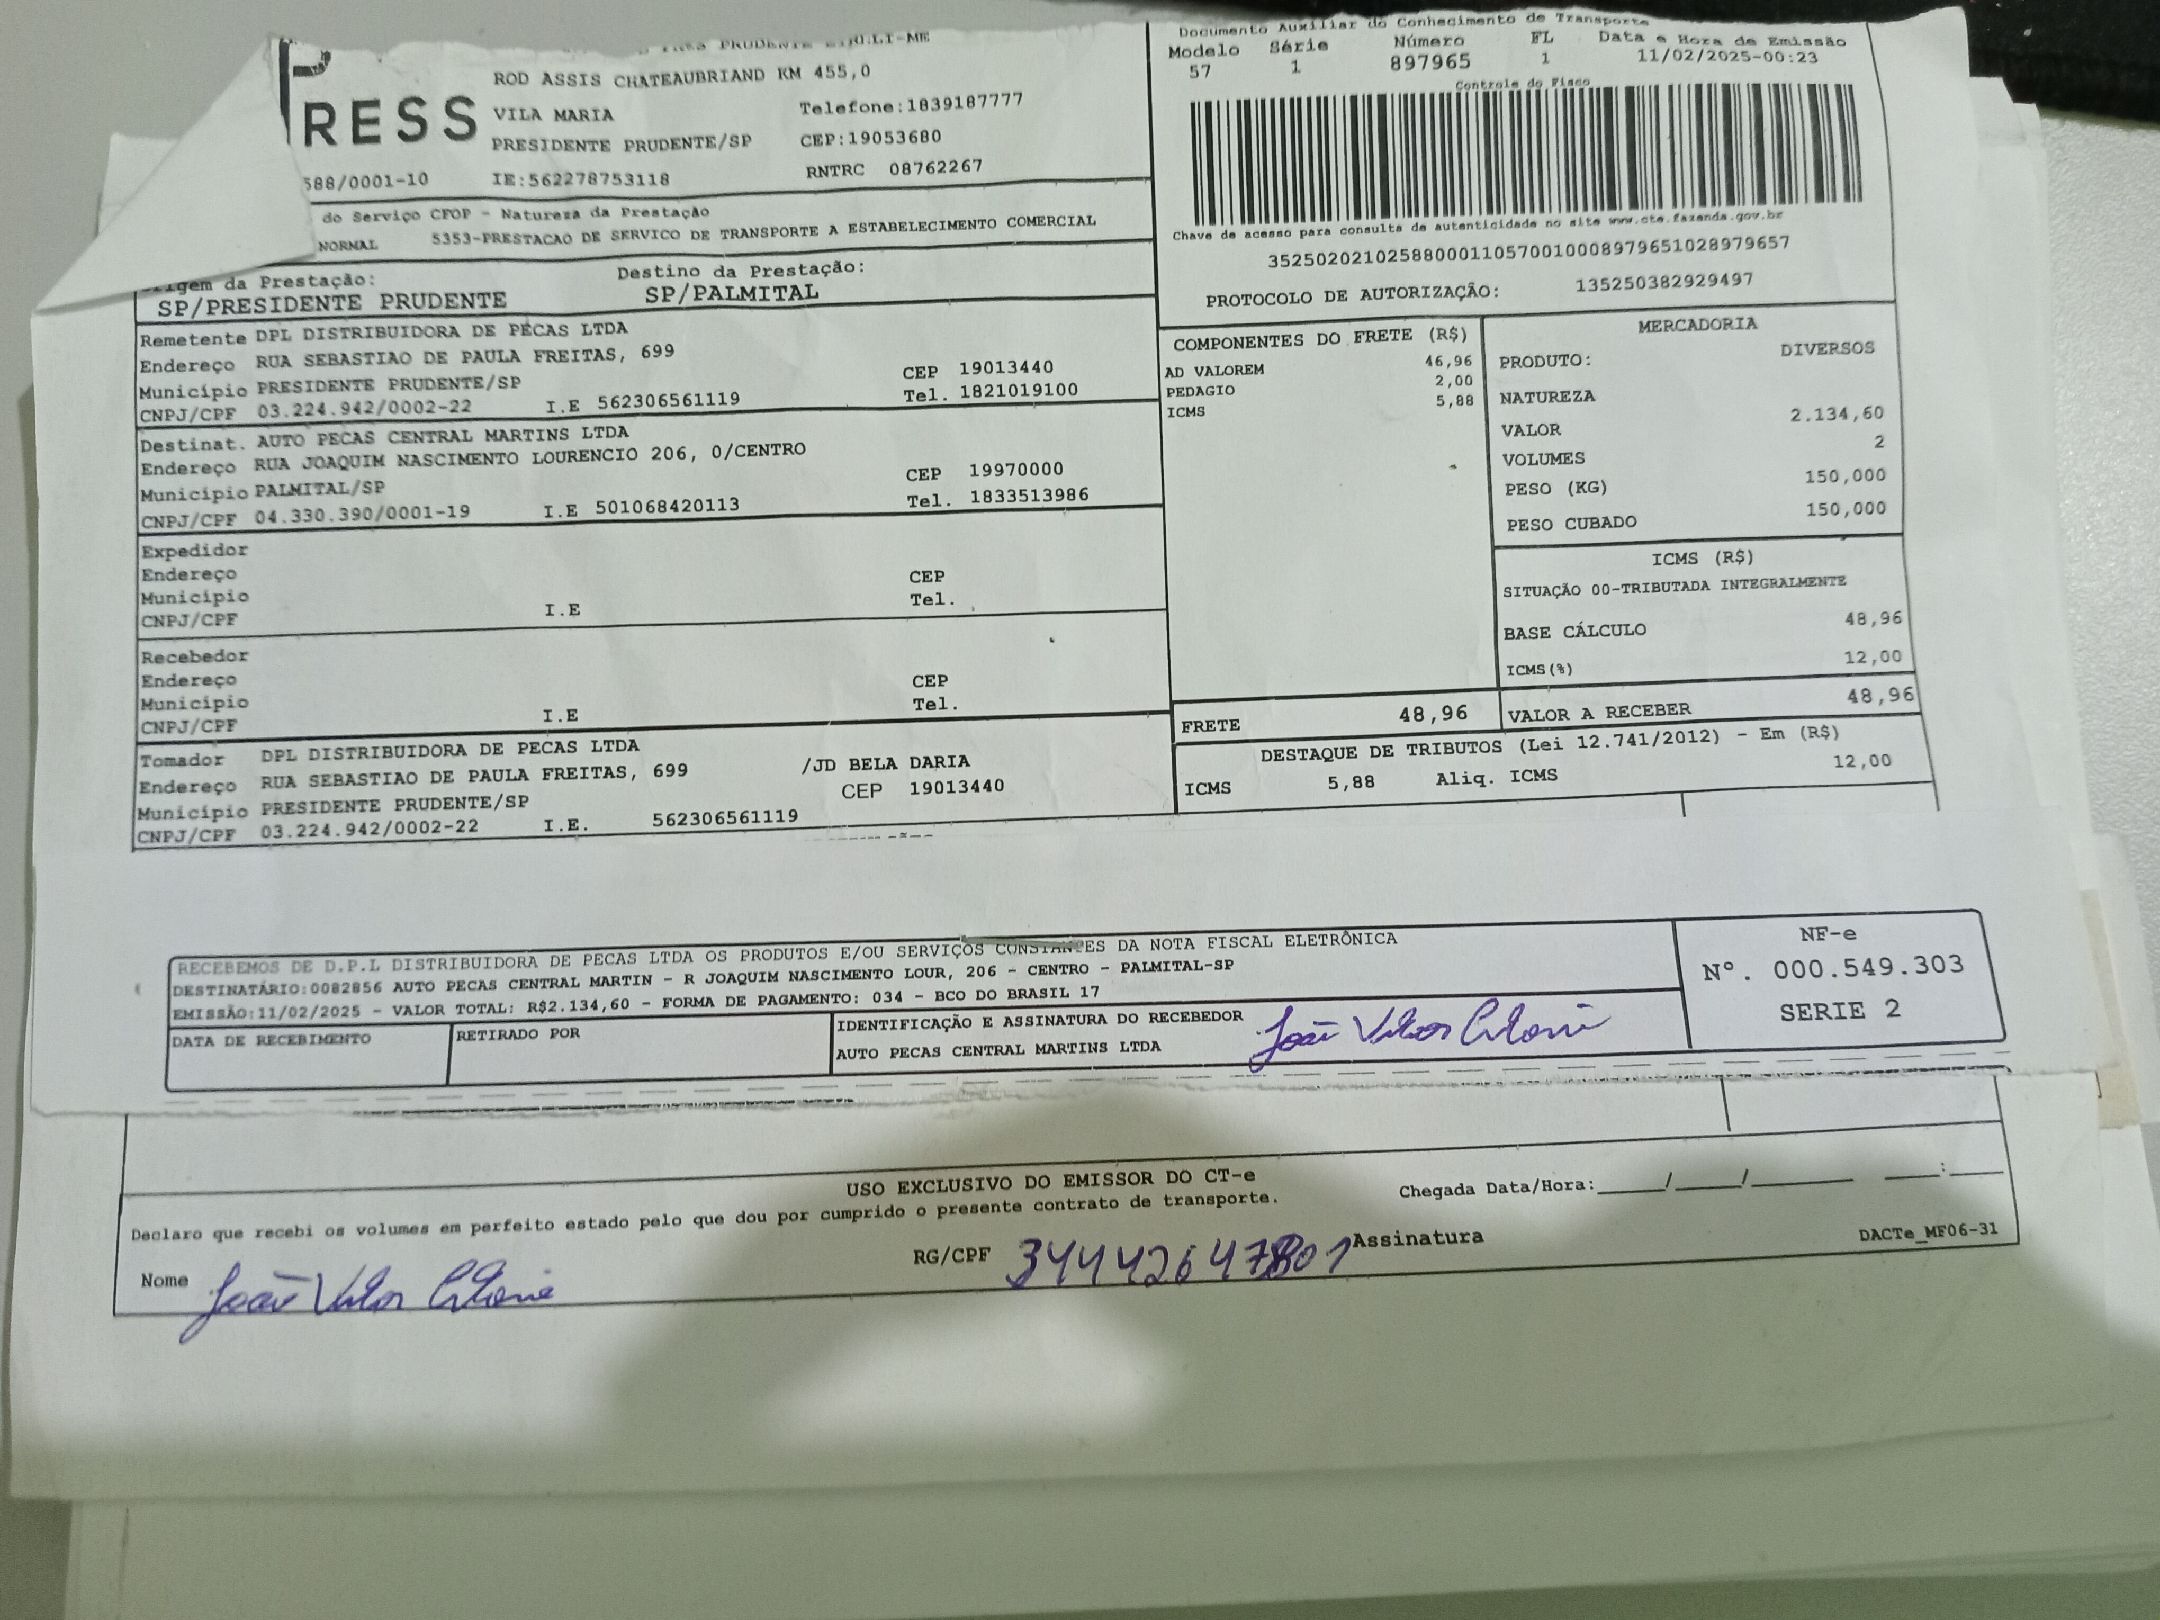 PRESS
ROD ASSIS CHATEAUBRIAND KM 455,0
VILA MARIA Telefone:1839187777
PRESIDENTE PRUDENTE/SP CEP:19053680
588/0001-10 IE:562278753118 RNTRC 08762267
do Serviço CFOP - Natureza da Prestação
NORMAL 5353-PRESTACAO DE SERVICO DE TRANSPORTE A ESTABELECIMENTO COMERCIAL
da Prestação: Destino da Prestação:
SP/PRESIDENTE PRUDENTE SP/PALMITAL
Remetente DPL DISTRIBUIDORA DE PECAS LTDA
Endereço RUA SEBASTIAO DE PAULA FREITAS, 699 CEP 19013440
Município PRESIDENTE PRUDENTE/SP Tel. 1821019100
CNPJ/CPF 03.224.942/0002-22 I.E 562306561119
Destinat. AUTO PECAS CENTRAL MARTINS LTDA
Endereço RUA JOAQUIM NASCIMENTO LOURENCIO 206, 0/CENTRO CEP 19970000
Município PALMITAL/SP Tel. 1833513986
CNPJ/CPF 04.330.390/0001-19 I.E 501068420113
Expedidor
Endereço CEP
Município Tel.
CNPJ/CPF I.E
Recebedor
Endereço CEP
Município Tel.
CNPJ/CPF I.E
Tomador DPL DISTRIBUIDORA DE PECAS LTDA
Endereço RUA SEBASTIAO DE PAULA FREITAS, 699 /JD BELA DARIA
Município PRESIDENTE PRUDENTE/SP CEP 19013440
CNPJ/CPF 03.224.942/0002-22 I.E. 562306561119
Documento Auxiliar do Conhecimento de Transporte
Modelo Série Número FL Data e Hora de Emissão
57 1 897965 1 11/02/2025-00:23
Controle do Fisco
Chave de acesso para consulta de autenticidade no site www.cte.fazenda.gov.br
35250202102588000110570010008979651028979657
PROTOCOLO DE AUTORIZAÇÃO: 135250382929497
COMPONENTES DO FRETE (R$)
AD VALOREM 46,96
PEDAGIO 2,00
ICMS 5,88
MERCADORIA
PRODUTO: DIVERSOS
NATUREZA
VALOR 2.134,60
VOLUMES 2
PESO (KG) 150,000
PESO CUBADO 150,000
ICMS (R$)
SITUAÇÃO 00-TRIBUTADA INTEGRALMENTE
BASE CÁLCULO 48,96
ICMS(%) 12,00
FRETE 48,96 VALOR A RECEBER 48,96
DESTAQUE DE TRIBUTOS (Lei 12.741/2012) - Em (R$)
ICMS 5,88 Aliq. ICMS 12,00
RECEBEMOS DE D.P.L DISTRIBUIDORA DE PECAS LTDA OS PRODUTOS E/OU SERVIÇOS CONSTANTES DA NOTA FISCAL ELETRÔNICA
DESTINATÁRIO:0082856 AUTO PECAS CENTRAL MARTIN - R JOAQUIM NASCIMENTO LOUR, 206 - CENTRO - PALMITAL-SP
EMISSÃO:11/02/2025 - VALOR TOTAL: R$2.134,60 - FORMA DE PAGAMENTO: 034 - BCO DO BRASIL 17
DATA DE RECEBIMENTO RETIRADO POR IDENTIFICAÇÃO E ASSINATURA DO RECEBEDOR
AUTO PECAS CENTRAL MARTINS LTDA João Vitor
NF-e
Nº. 000.549.303
SERIE 2
USO EXCLUSIVO DO EMISSOR DO CT-e
Declaro que recebi os volumes em perfeito estado pelo que dou por cumprido o presente contrato de transporte.
Chegada Data/Hora:____/____/______ ___:___
Nome João Vitor RG/CPF 34442647801 Assinatura
DACTe_MF06-31